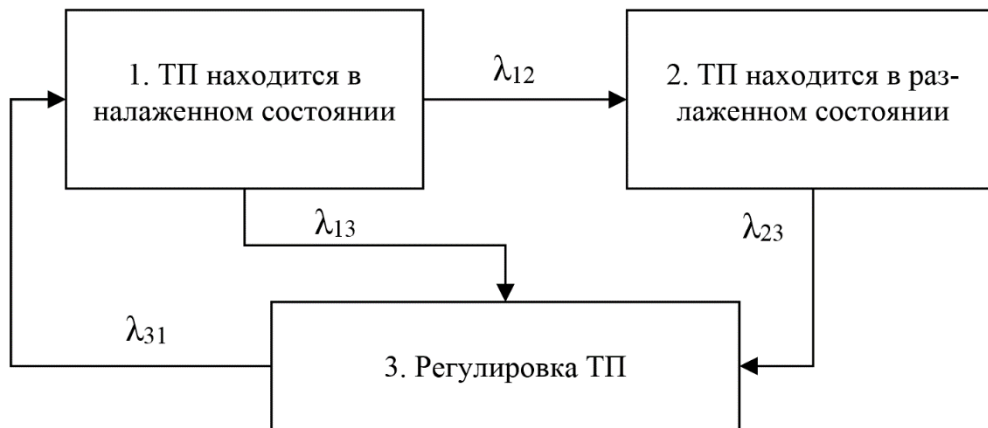 1. ТП находится в
налаженном состоянии
λ12
2. ТП находится в раз-
лаженном состоянии
λ13
λ23
λ31
3. Регулировка ТП